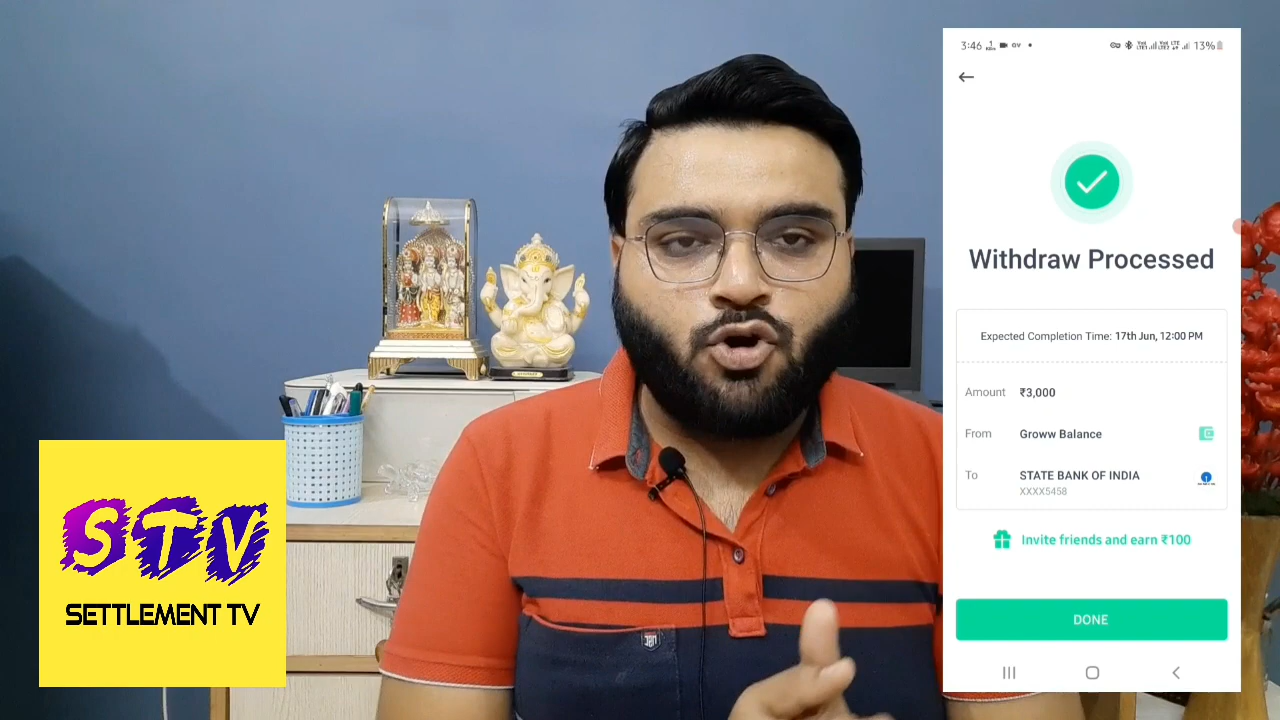 3:46
13%
Withdraw Processed
Expected Completion Time: 17th Jun, 12:00 PM
Amount ₹3,000
From Groww Balance
To STATE BANK OF INDIA
XXXX5458
Invite friends and earn ₹100
DONE
STV
SETTLEMENT TV